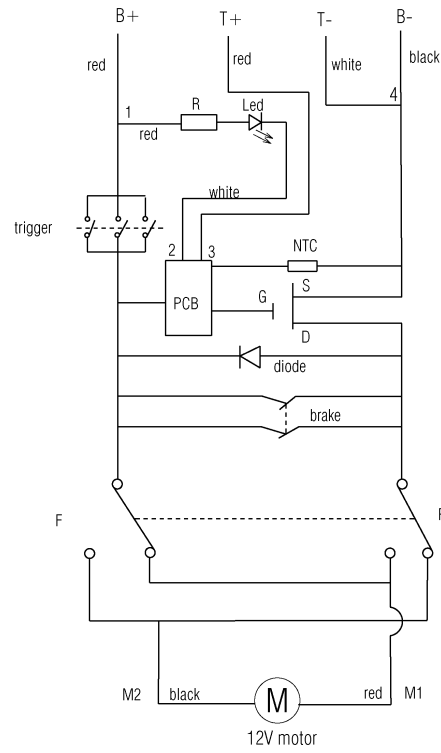 B+ T+ T- B-
red red white black
1 R Led 4
red
white
trigger 2 3 NTC
PCB G S
D
diode
brake
F R
M2 black M red M1
12V motor